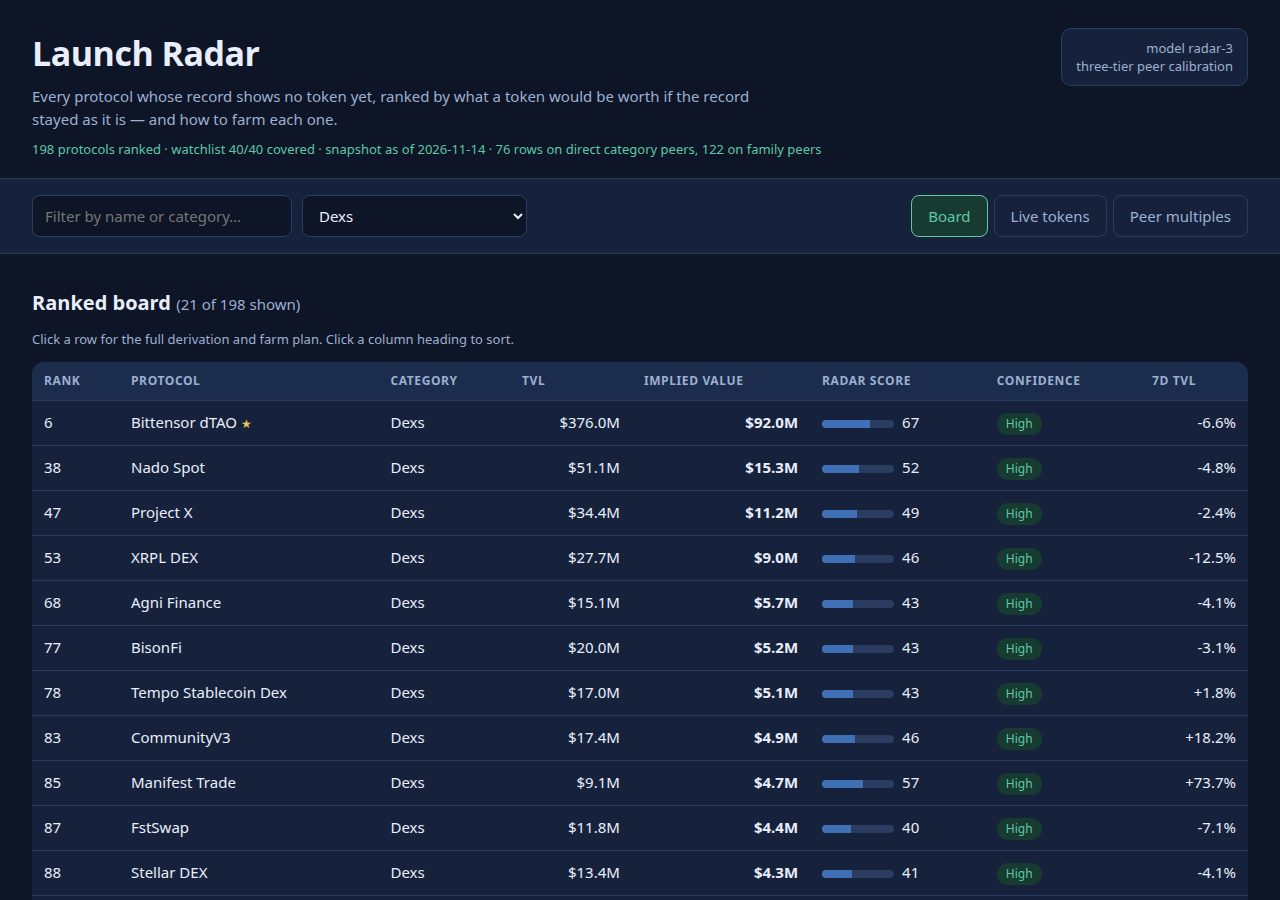 Launch Radar
model radar-3
three-tier peer calibration
Every protocol whose record shows no token yet, ranked by what a token would be worth if the record
stayed as it is — and how to farm each one.
198 protocols ranked · watchlist 40/40 covered · snapshot as of 2026-11-14 · 76 rows on direct category peers, 122 on family peers
Filter by name or category... Dexs Board Live tokens Peer multiples
Ranked board (21 of 198 shown)
Click a row for the full derivation and farm plan. Click a column heading to sort.
RANK PROTOCOL CATEGORY TVL IMPLIED VALUE RADAR SCORE CONFIDENCE 7D TVL
6 Bittensor dTAO ★ Dexs $376.0M $92.0M 67 High -6.6%
38 Nado Spot Dexs $51.1M $15.3M 52 High -4.8%
47 Project X Dexs $34.4M $11.2M 49 High -2.4%
53 XRPL DEX Dexs $27.7M $9.0M 46 High -12.5%
68 Agni Finance Dexs $15.1M $5.7M 43 High -4.1%
77 BisonFi Dexs $20.0M $5.2M 43 High -3.1%
78 Tempo Stablecoin Dex Dexs $17.0M $5.1M 43 High +1.8%
83 CommunityV3 Dexs $17.4M $4.9M 46 High +18.2%
85 Manifest Trade Dexs $9.1M $4.7M 57 High +73.7%
87 FstSwap Dexs $11.8M $4.4M 40 High -7.1%
88 Stellar DEX Dexs $13.4M $4.3M 41 High -4.1%